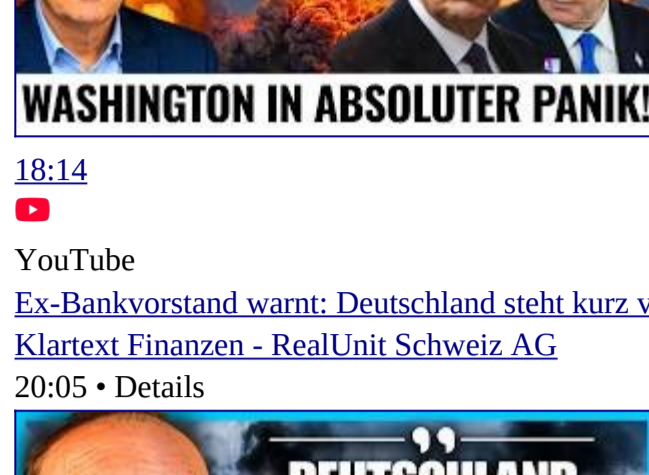 WASHINGTON IN ABSOLUTER PANIK!
18:14
YouTube
Ex-Bankvorstand warnt: Deutschland steht kurz v
Klartext Finanzen - RealUnit Schweiz AG
20:05 • Details
DEUTSCHLAND